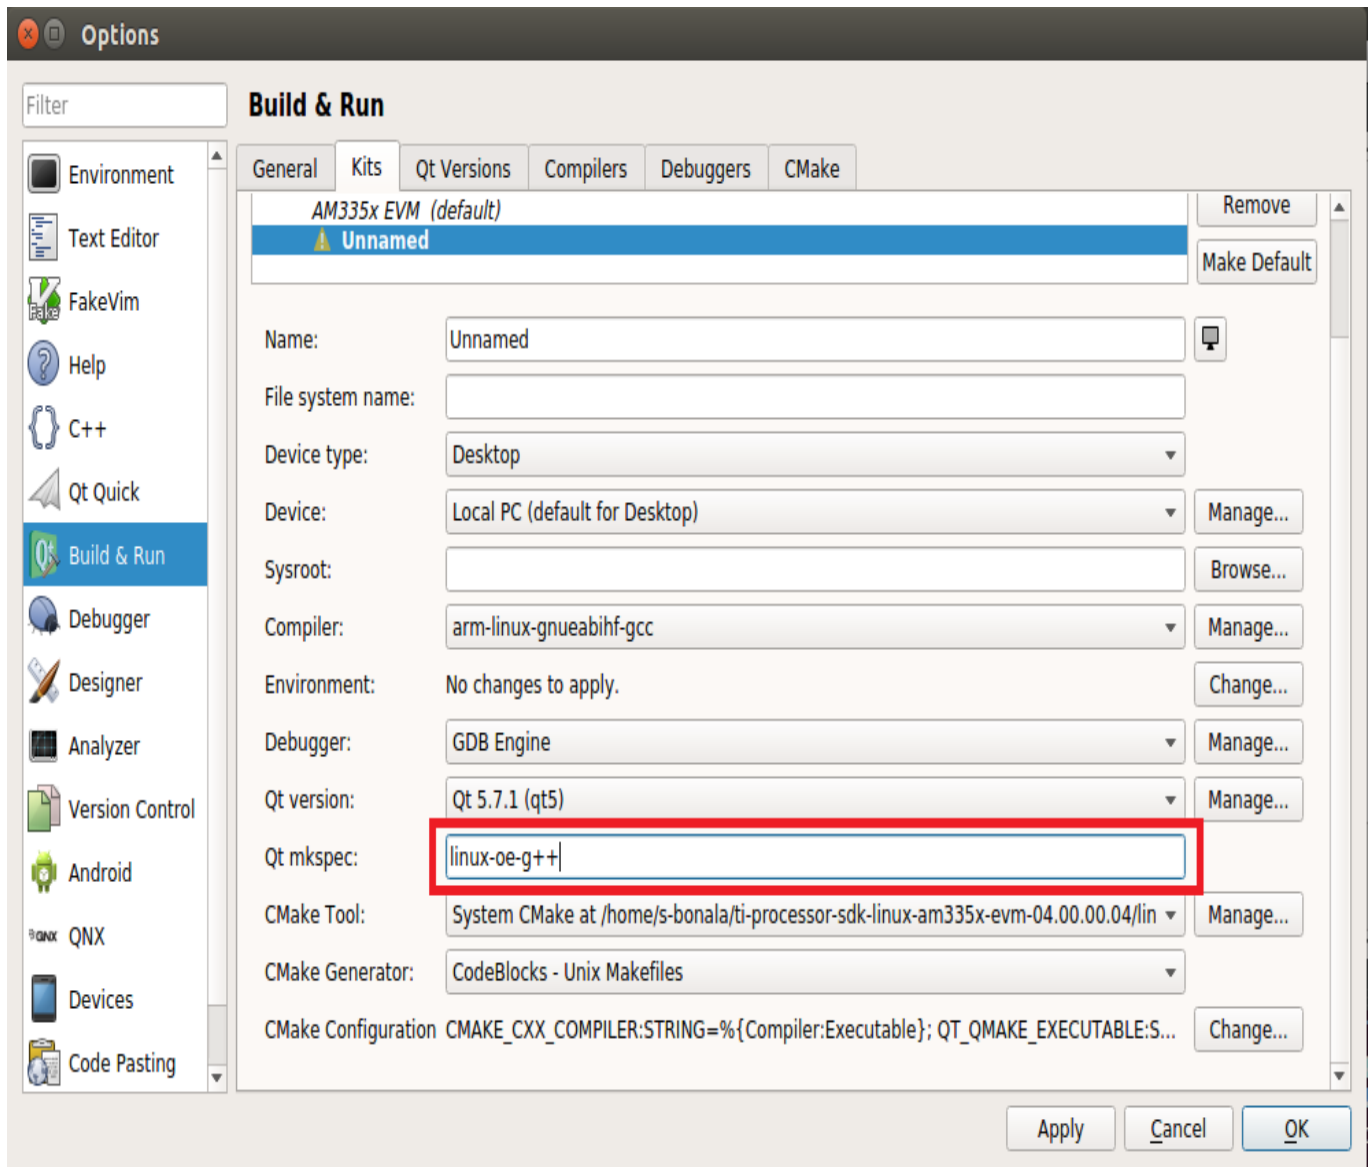 Options
Filter
Build & Run
Environment
Text Editor
FakeVim
Fake
Help
C++
Qt Quick
Build & Run
Debugger
Designer
Analyzer
Version Control
Android
QNX
QNX
Devices
Code Pasting
General Kits Qt Versions Compilers Debuggers CMake
AM335x EVM (default)
Unnamed
Remove
Make Default
Name: Unnamed
File system name:
Device type: Desktop
Device: Local PC (default for Desktop) Manage...
Sysroot: Browse...
Compiler: arm-linux-gnueabihf-gcc Manage...
Environment: No changes to apply. Change...
Debugger: GDB Engine Manage...
Qt version: Qt 5.7.1 (qt5) Manage...
Qt mkspec: linux-oe-g++
CMake Tool: System CMake at /home/s-bonala/ti-processor-sdk-linux-am335x-evm-04.00.00.04/lin Manage...
CMake Generator: CodeBlocks - Unix Makefiles
CMake Configuration CMAKE_CXX_COMPILER:STRING=%{Compiler:Executable}; QT_QMAKE_EXECUTABLE:S... Change...
Apply Cancel OK